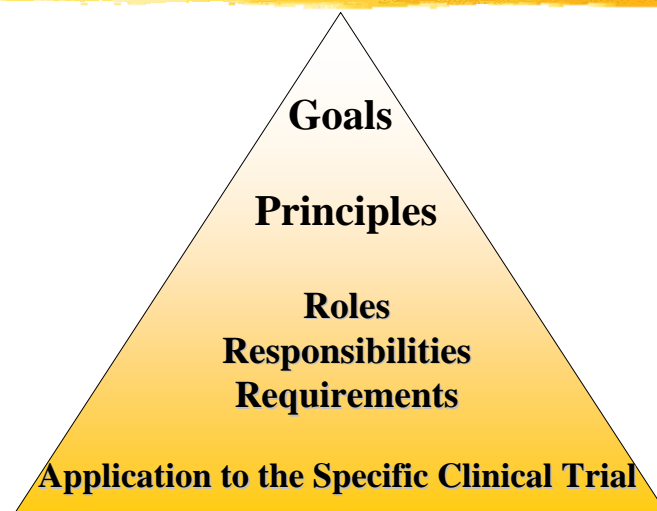 Goals
Principles
Roles
Responsibilities
Requirements
Application to the Specific Clinical Trial